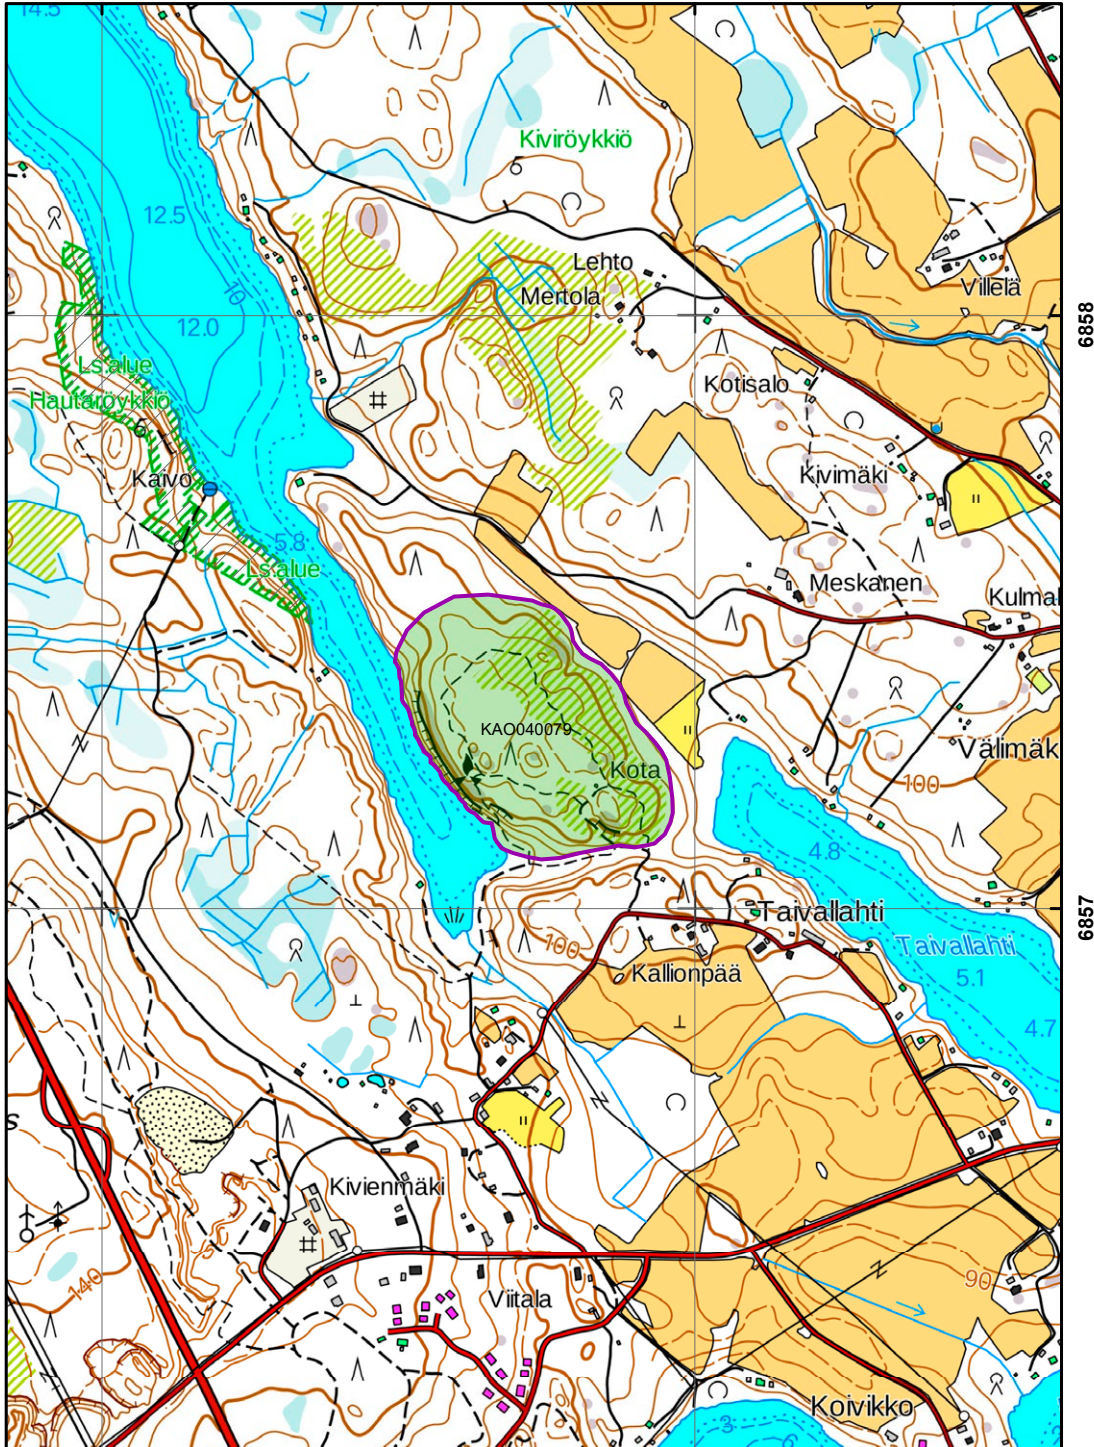 14.5
Kiviröykkiö
12.5
10
Lehto
Mertola
Villelä
12.0
6858
Ls.alue
Hautaröykkiö
Kotisalo
Kaivo
Kivimäki
5.8
Ls.alue
Meskanen
Kulmal
KAO040079
Välimäk
Kota
100
4.8
Taivallahti
6857
100
Taivallahti
Kallionpää
5.1
4.7
s
Kivienmäki
140
90
Viitala
Koivikko
3
6